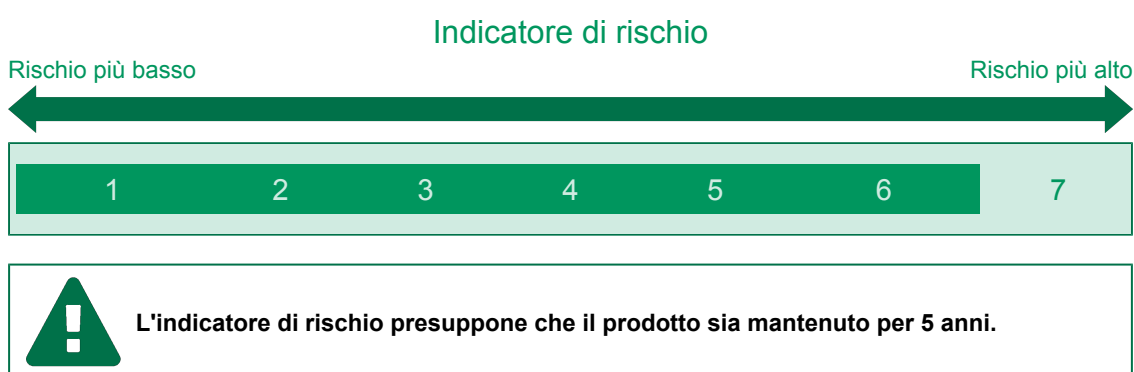 Indicatore di rischio
Rischio più basso Rischio più alto
1 2 3 4 5 6 7
L'indicatore di rischio presuppone che il prodotto sia mantenuto per 5 anni.